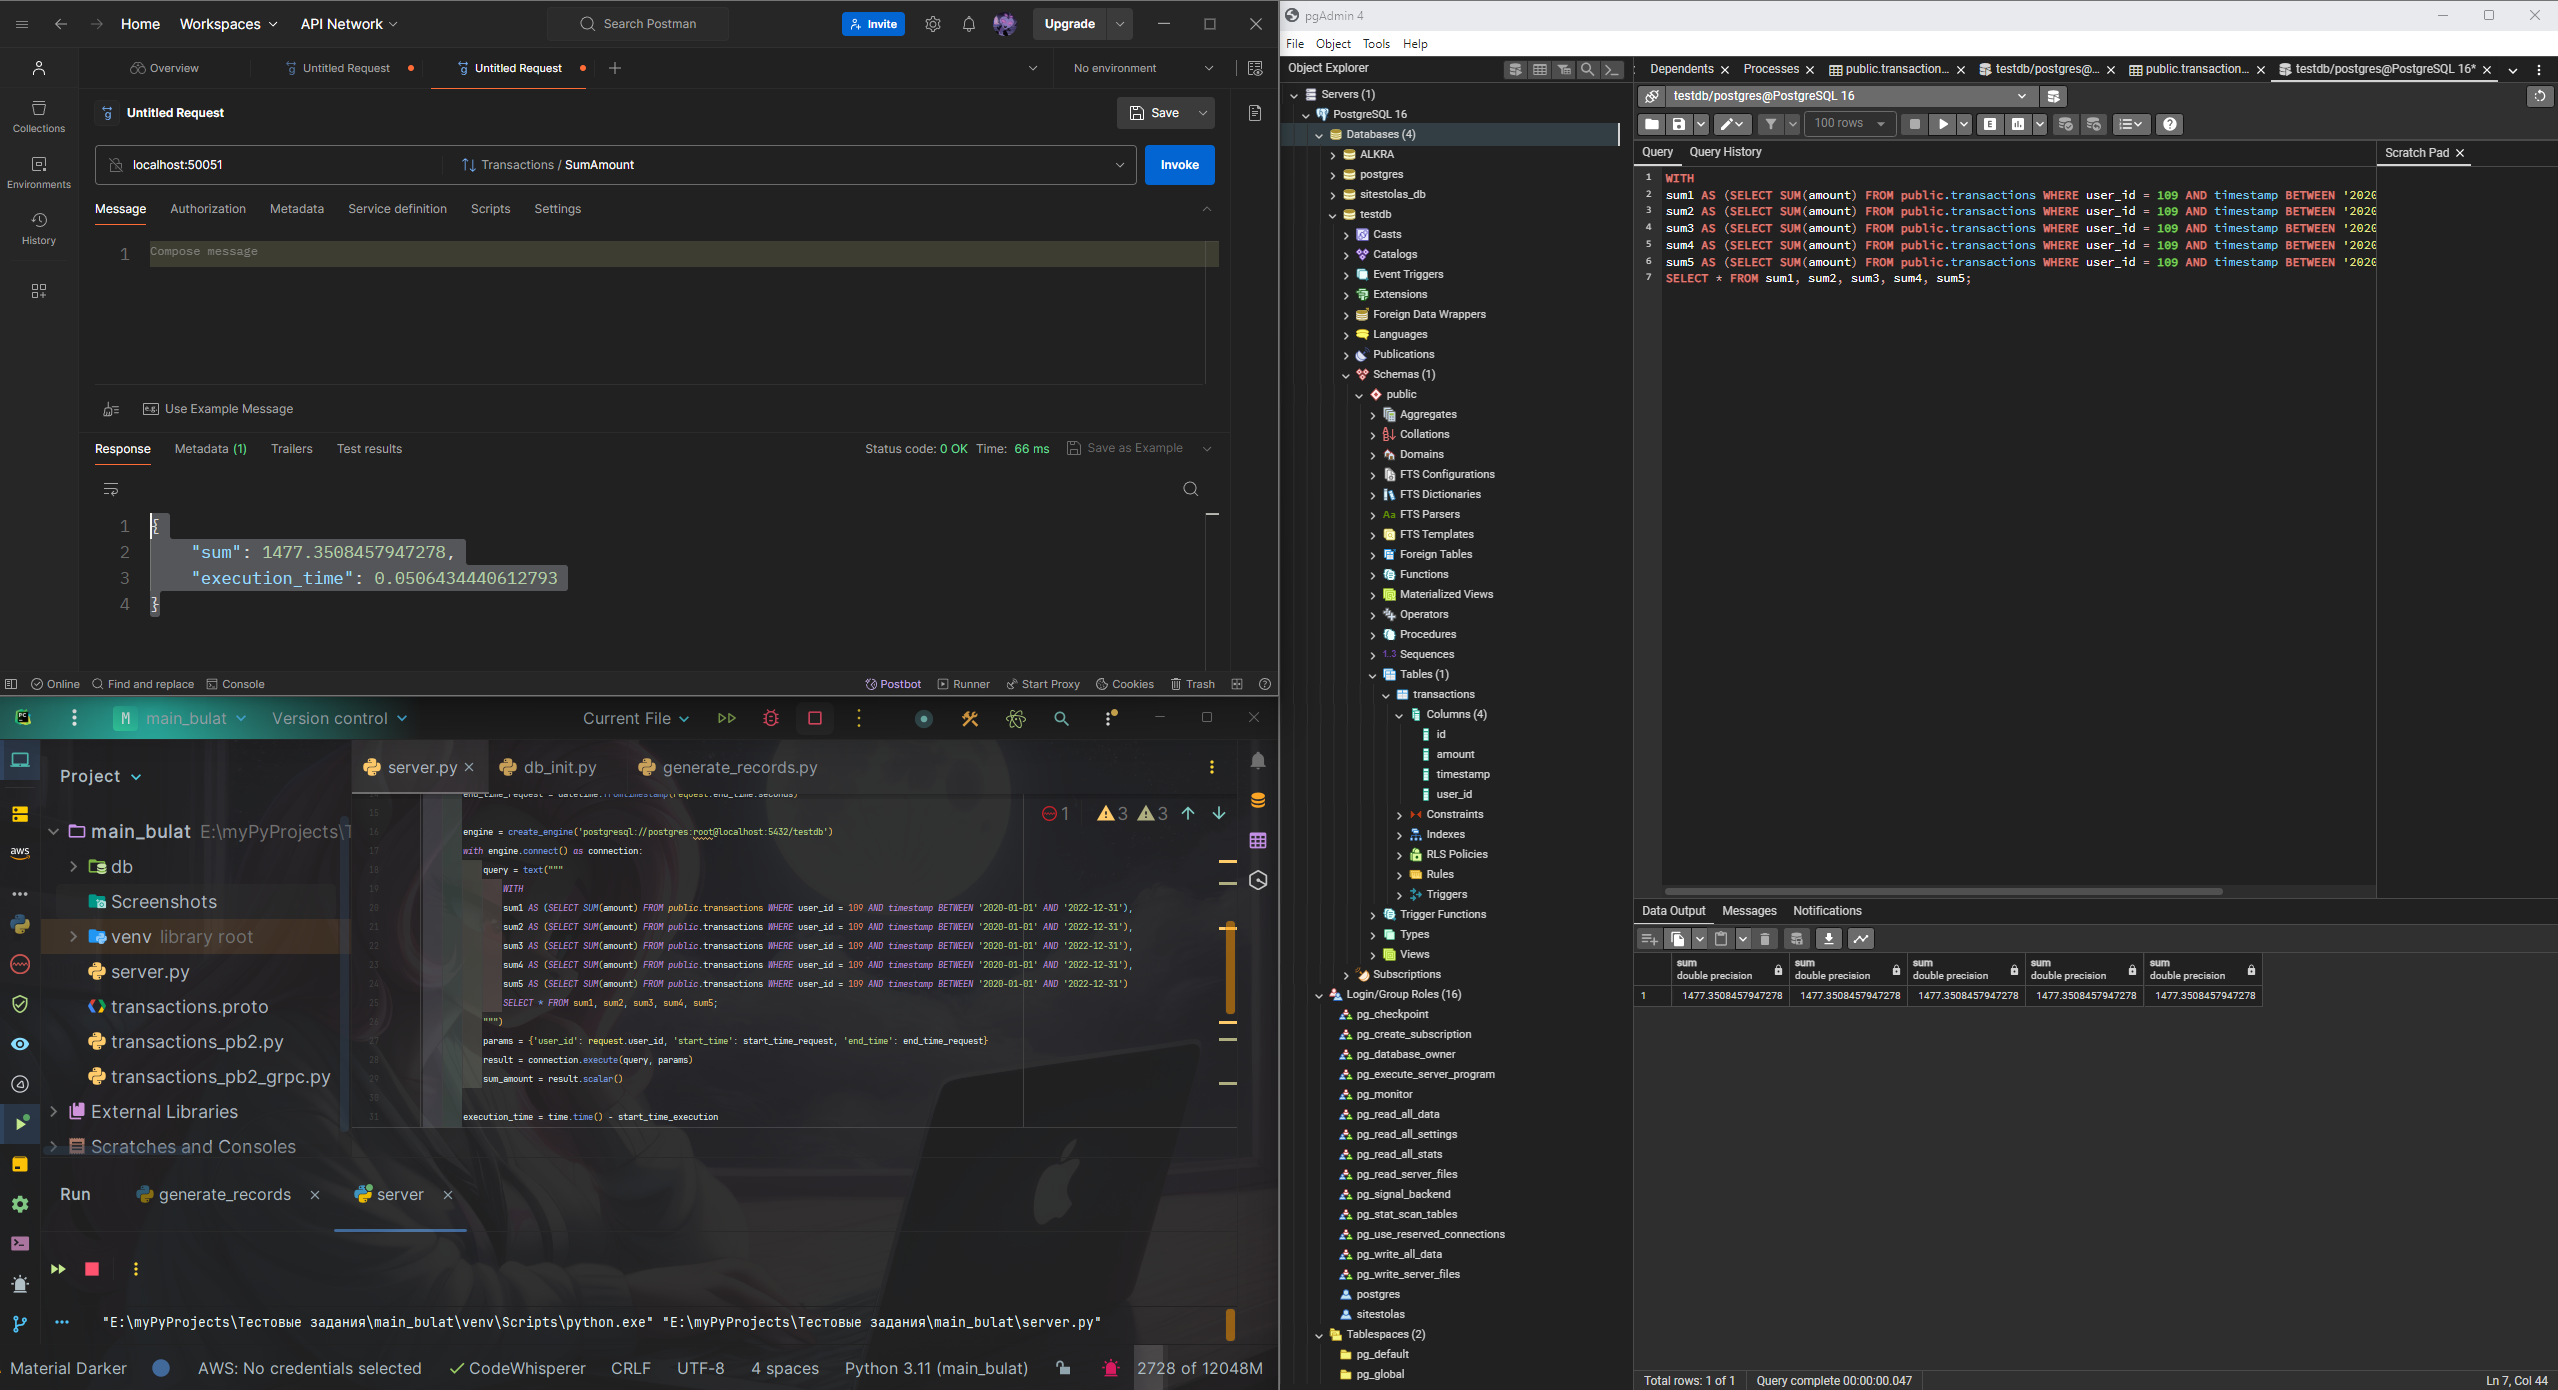 Home
Workspaces
API Network
Search Postman
Invite
Upgrade
Overview
Untitled Request
Untitled Request
No environment
Collections
Environments
History
Untitled Request
Save
localhost:50051
Transactions / SumAmount
Invoke
Message
Authorization
Metadata
Service definition
Scripts
Settings
1
Compose message
Use Example Message
Response
Metadata (1)
Trailers
Test results
Status code: 0 OK
Time: 66 ms
Save as Example
1 {
2 "sum": 1477.3508457947278,
3 "execution_time": 0.0506434440612793
4 }
Online
Find and replace
Console
Postbot
Runner
Start Proxy
Cookies
Trash
M main_bulat
Version control
Current File
Project
main_bulat E:\myPyProjects\T
db
Screenshots
venv library root
server.py
transactions.proto
transactions_pb2.py
transactions_pb2_grpc.py
External Libraries
Scratches and Consoles
aws
server.py
db_init.py
generate_records.py
1 3 3
end_time_request = datetime.fromtimestamp(request.end_time.seconds)
15
16 engine = create_engine('postgresql://postgres:root@localhost:5432/testdb')
17 with engine.connect() as connection:
18 query = text("""
19 WITH
20 sum1 AS (SELECT SUM(amount) FROM public.transactions WHERE user_id = 109 AND timestamp BETWEEN '2020-01-01' AND '2022-12-31'),
21 sum2 AS (SELECT SUM(amount) FROM public.transactions WHERE user_id = 109 AND timestamp BETWEEN '2020-01-01' AND '2022-12-31'),
22 sum3 AS (SELECT SUM(amount) FROM public.transactions WHERE user_id = 109 AND timestamp BETWEEN '2020-01-01' AND '2022-12-31'),
23 sum4 AS (SELECT SUM(amount) FROM public.transactions WHERE user_id = 109 AND timestamp BETWEEN '2020-01-01' AND '2022-12-31'),
24 sum5 AS (SELECT SUM(amount) FROM public.transactions WHERE user_id = 109 AND timestamp BETWEEN '2020-01-01' AND '2022-12-31')
25 SELECT * FROM sum1, sum2, sum3, sum4, sum5;
26 """)
27 params = {'user_id': request.user_id, 'start_time': start_time_request, 'end_time': end_time_request}
28 result = connection.execute(query, params)
29 sum_amount = result.scalar()
30
31 execution_time = time.time() - start_time_execution
Run
generate_records
server
"E:\myPyProjects\Тестовые задания\main_bulat\venv\Scripts\python.exe" "E:\myPyProjects\Тестовые задания\main_bulat\server.py"
Material Darker
AWS: No credentials selected
CodeWhisperer
CRLF
UTF-8
4 spaces
Python 3.11 (main_bulat)
2728 of 12048M
pgAdmin 4
File
Object
Tools
Help
Object Explorer
Servers (1)
PostgreSQL 16
Databases (4)
ALKRA
postgres
sitestolas_db
testdb
Casts
Catalogs
Event Triggers
Extensions
Foreign Data Wrappers
Languages
Publications
Schemas (1)
public
Aggregates
Collations
Domains
FTS Configurations
FTS Dictionaries
FTS Parsers
FTS Templates
Foreign Tables
Functions
Materialized Views
Operators
Procedures
Sequences
Tables (1)
transactions
Columns (4)
id
amount
timestamp
user_id
Constraints
Indexes
RLS Policies
Rules
Triggers
Trigger Functions
Types
Views
Subscriptions
Login/Group Roles (16)
pg_checkpoint
pg_create_subscription
pg_database_owner
pg_execute_server_program
pg_monitor
pg_read_all_data
pg_read_all_settings
pg_read_all_stats
pg_read_server_files
pg_signal_backend
pg_stat_scan_tables
pg_use_reserved_connections
pg_write_all_data
pg_write_server_files
postgres
sitestolas
Tablespaces (2)
pg_default
pg_global
Dependents
Processes
public.transaction...
testdb/postgres@...
public.transaction...
testdb/postgres@PostgreSQL 16*
testdb/postgres@PostgreSQL 16
100 rows
Query
Query History
Scratch Pad
1 WITH
2 sum1 AS (SELECT SUM(amount) FROM public.transactions WHERE user_id = 109 AND timestamp BETWEEN '2020
3 sum2 AS (SELECT SUM(amount) FROM public.transactions WHERE user_id = 109 AND timestamp BETWEEN '2020
4 sum3 AS (SELECT SUM(amount) FROM public.transactions WHERE user_id = 109 AND timestamp BETWEEN '2020
5 sum4 AS (SELECT SUM(amount) FROM public.transactions WHERE user_id = 109 AND timestamp BETWEEN '2020
6 sum5 AS (SELECT SUM(amount) FROM public.transactions WHERE user_id = 109 AND timestamp BETWEEN '2020
7 SELECT * FROM sum1, sum2, sum3, sum4, sum5;
Data Output
Messages
Notifications
sum sum sum sum sum
double precision double precision double precision double precision double precision
1 1477.3508457947278 1477.3508457947278 1477.3508457947278 1477.3508457947278 1477.3508457947278
Total rows: 1 of 1
Query complete 00:00:00.047
Ln 7, Col 44